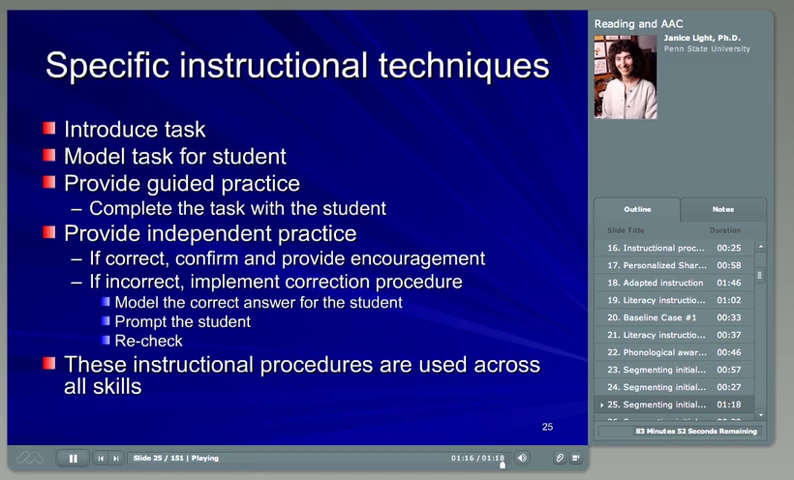 Specific instructional techniques
Introduce task
Model task for student
Provide guided practice
– Complete the task with the student
Provide independent practice
– If correct, confirm and provide encouragement
– If incorrect, implement correction procedure
Model the correct answer for the student
Prompt the student
Re-check
These instructional procedures are used across
all skills
25
Slide 25 / 151 | Playing
01:16 / 01:18
Reading and AAC
Janice Light, Ph.D.
Penn State University
Outline Notes
Slide Title Duration
16. Instructional proc... 00:25
17. Personalized Shar... 00:58
18. Adapted instruction 01:46
19. Literacy instructio... 01:02
20. Baseline Case #1 00:33
21. Literacy instructio... 00:37
22. Phonological awar... 00:46
23. Segmenting initial... 00:57
24. Segmenting initial... 00:27
25. Segmenting initial... 01:18
83 Minutes 52 Seconds Remaining